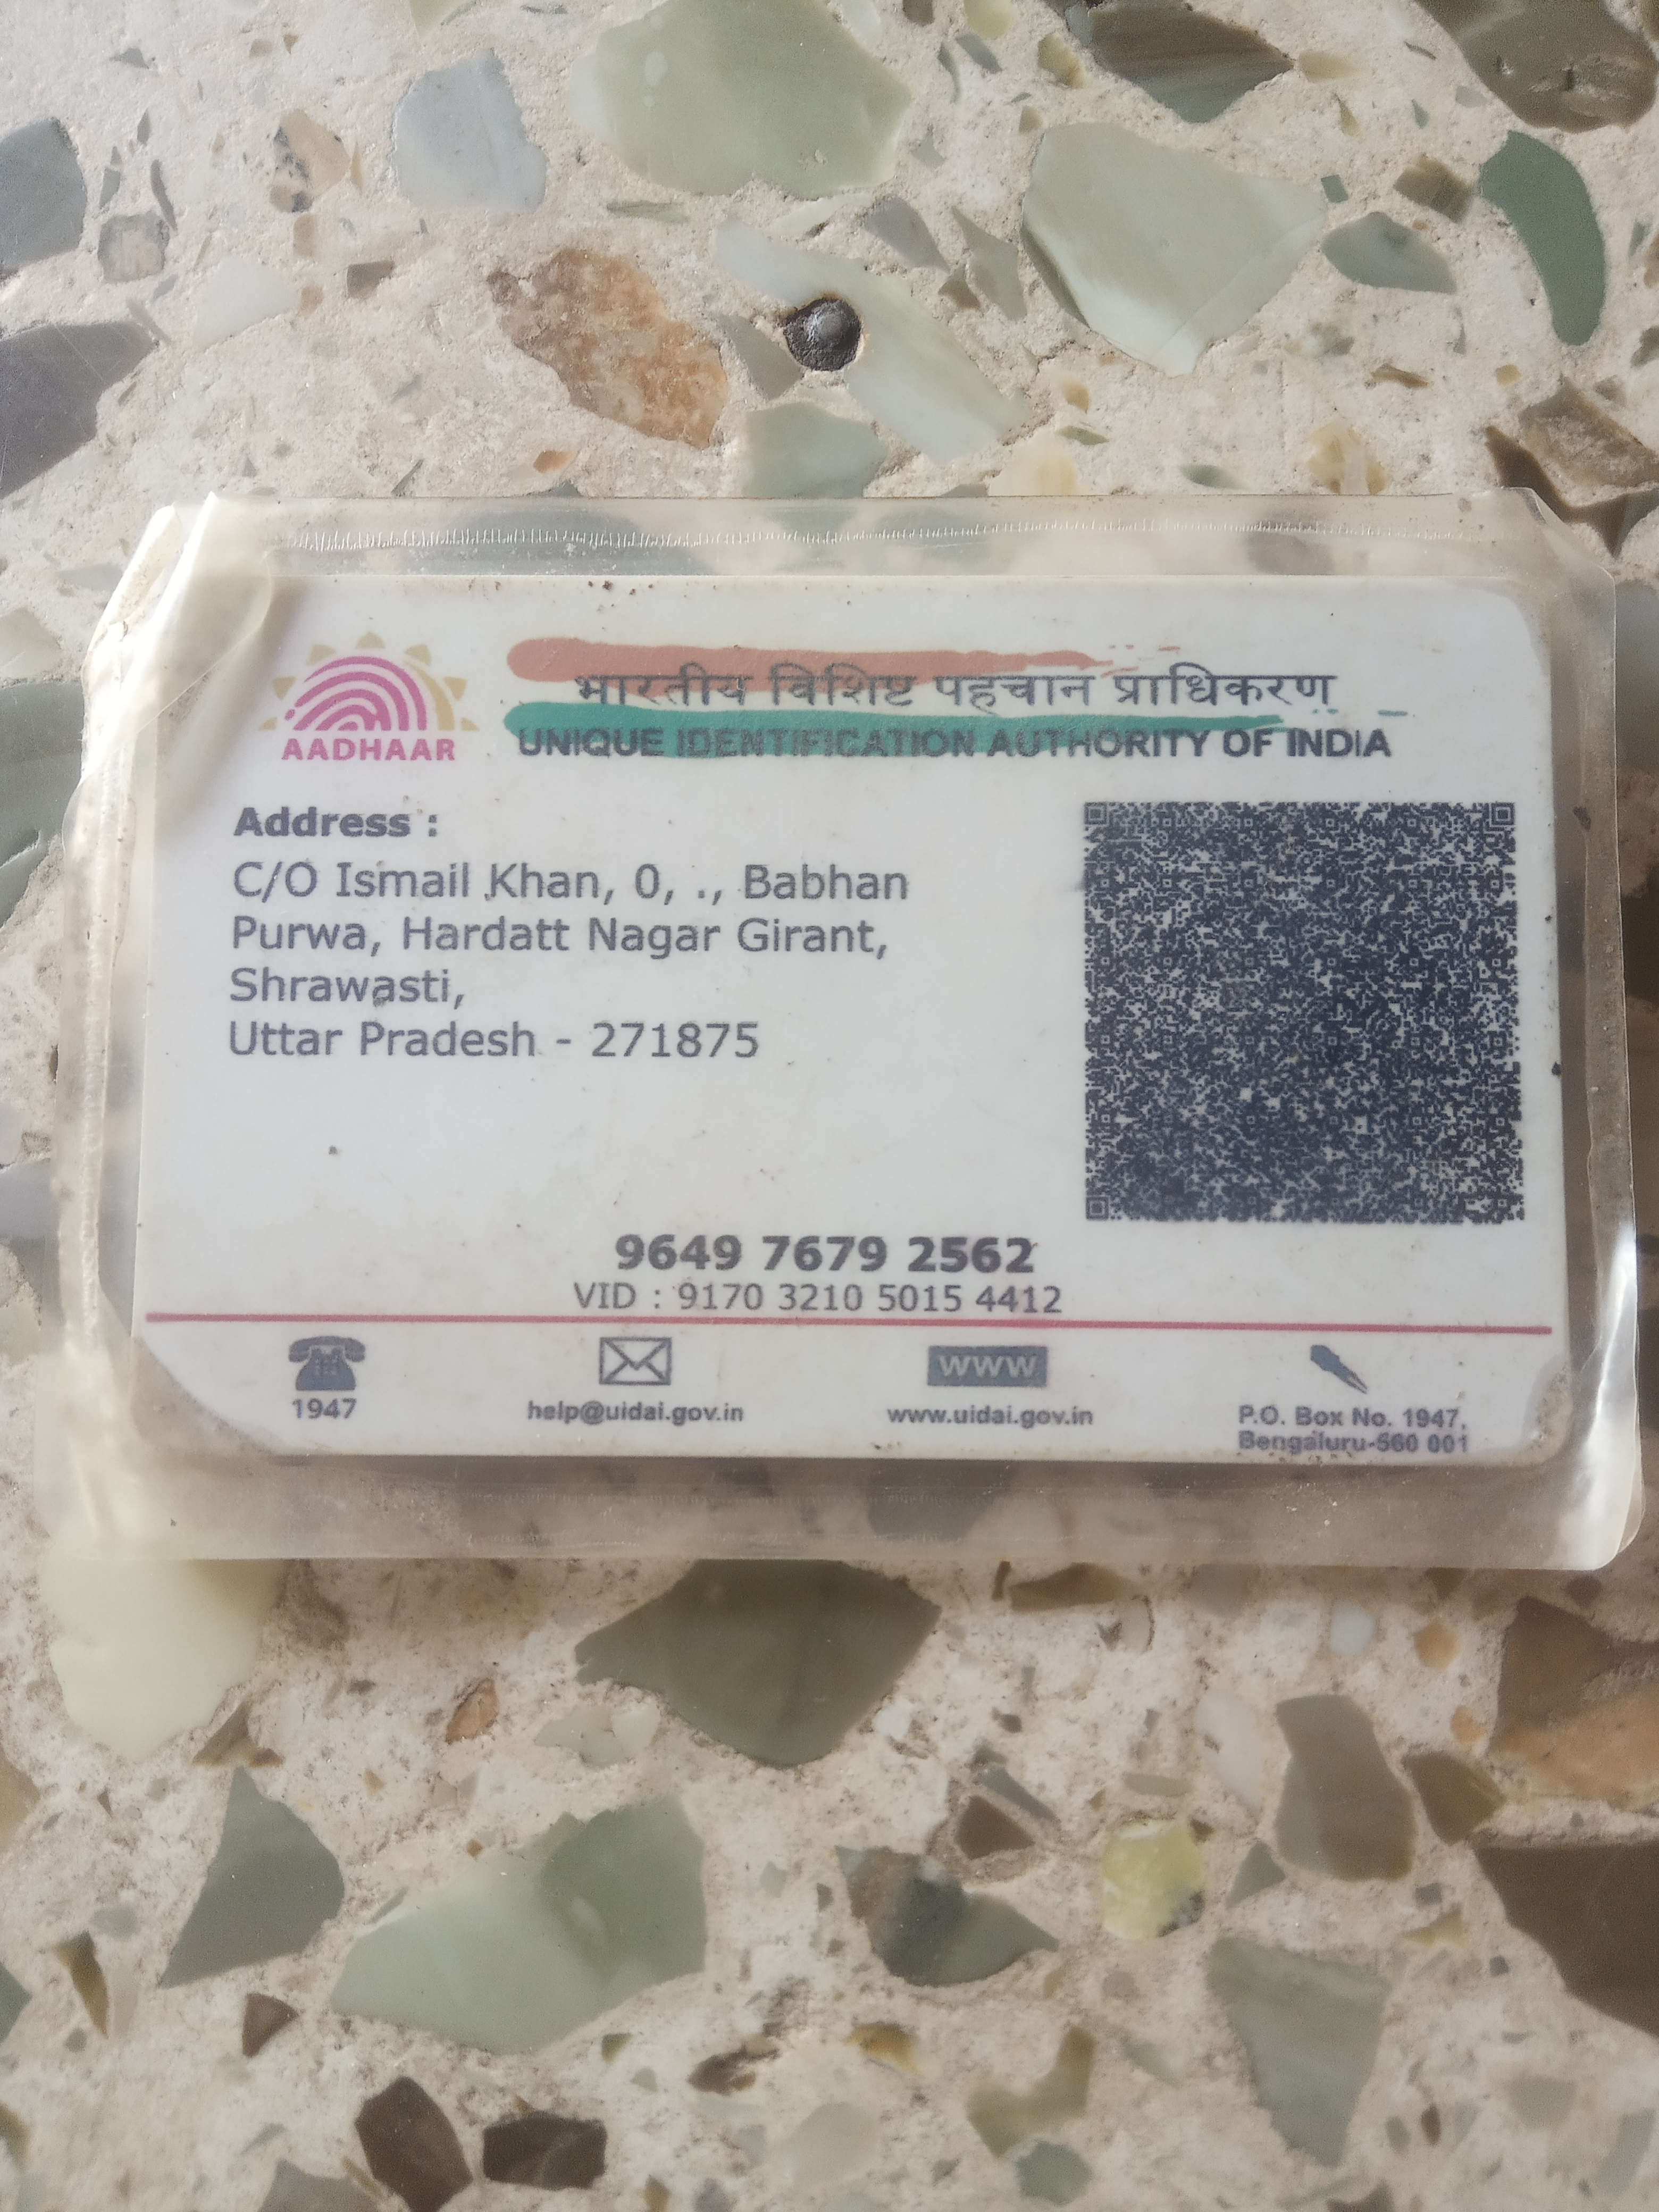 भारतीय विशिष्ट पहचान प्राधिकरण
UNIQUE IDENTIFICATION AUTHORITY OF INDIA
AADHAAR
Address :
C/O Ismail Khan, 0, ., Babhan
Purwa, Hardatt Nagar Girant,
Shrawasti,
Uttar Pradesh - 271875
9649 7679 2562
VID : 9170 3210 5015 4412
1947
help@uidai.gov.in
WWW
www.uidai.gov.in
P.O. Box No. 1947,
Bengaluru-560 001